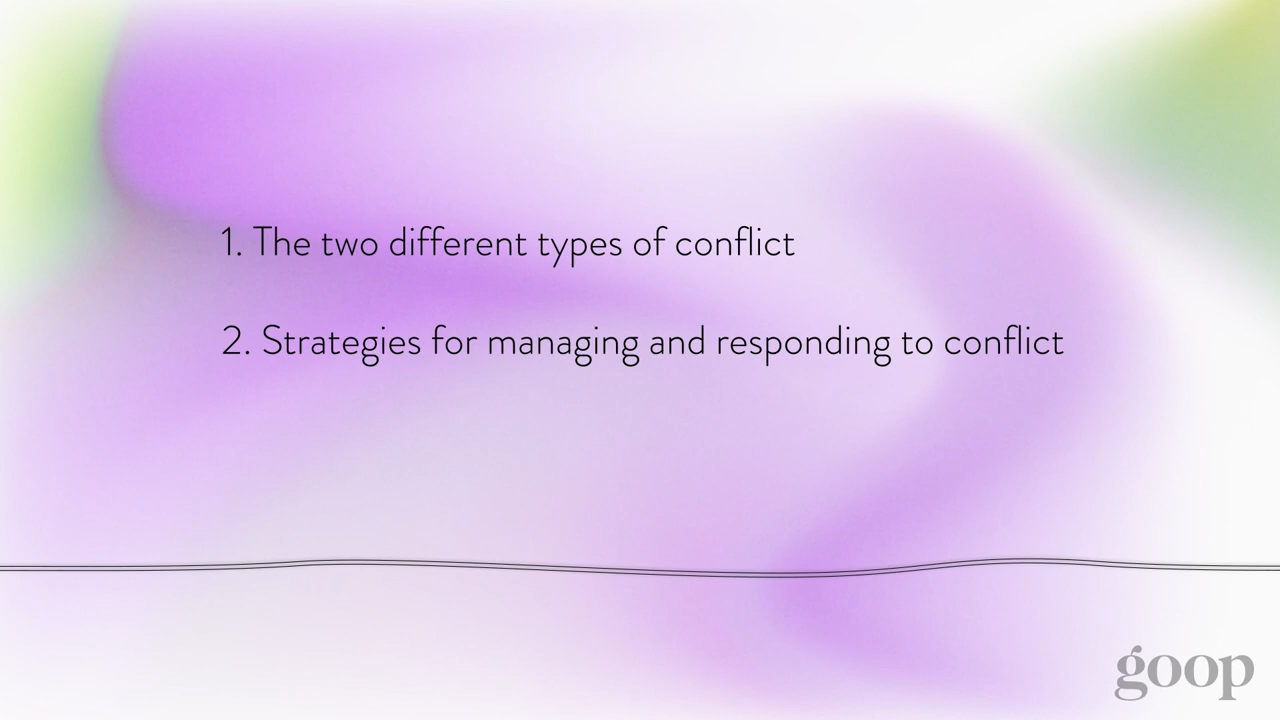 1. The two different types of conflict
2. Strategies for managing and responding to conflict
goop